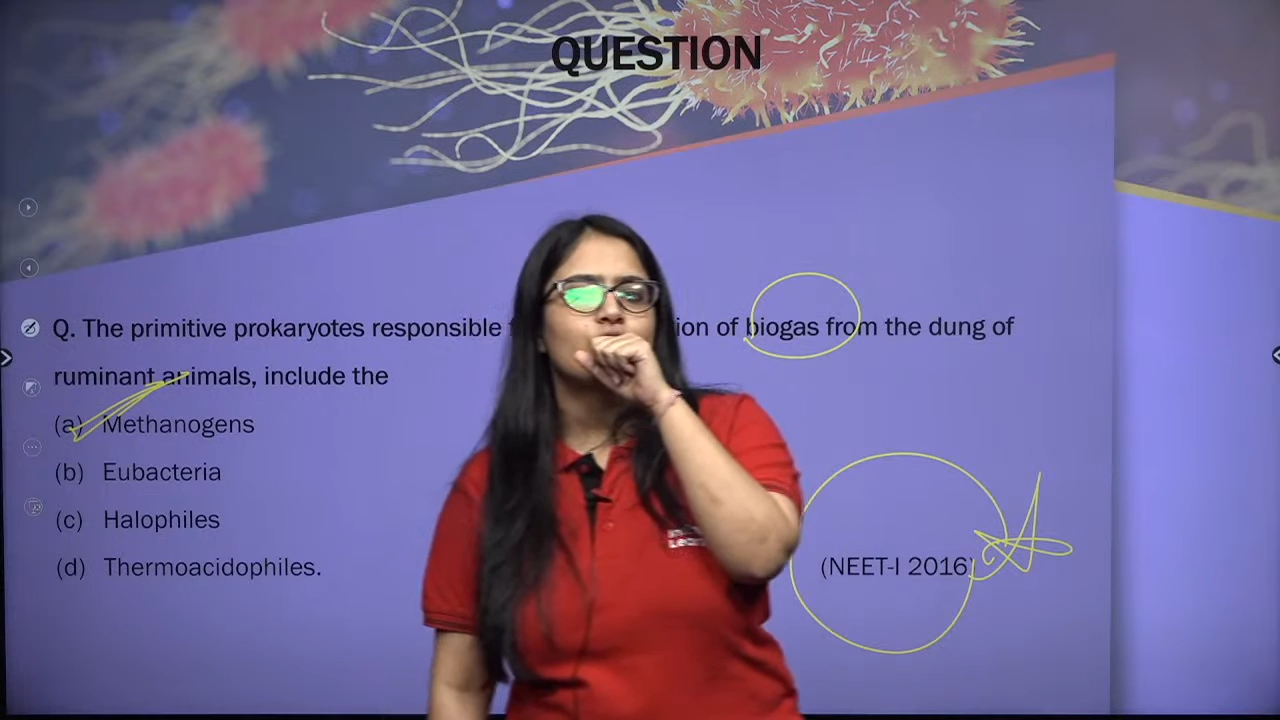 QUESTION
Q. The primitive prokaryotes responsible ion of biogas from the dung of
ruminant animals, include the
(a) Methanogens
(b) Eubacteria
(c) Halophiles
(d) Thermoacidophiles.
(NEET-I 2016)